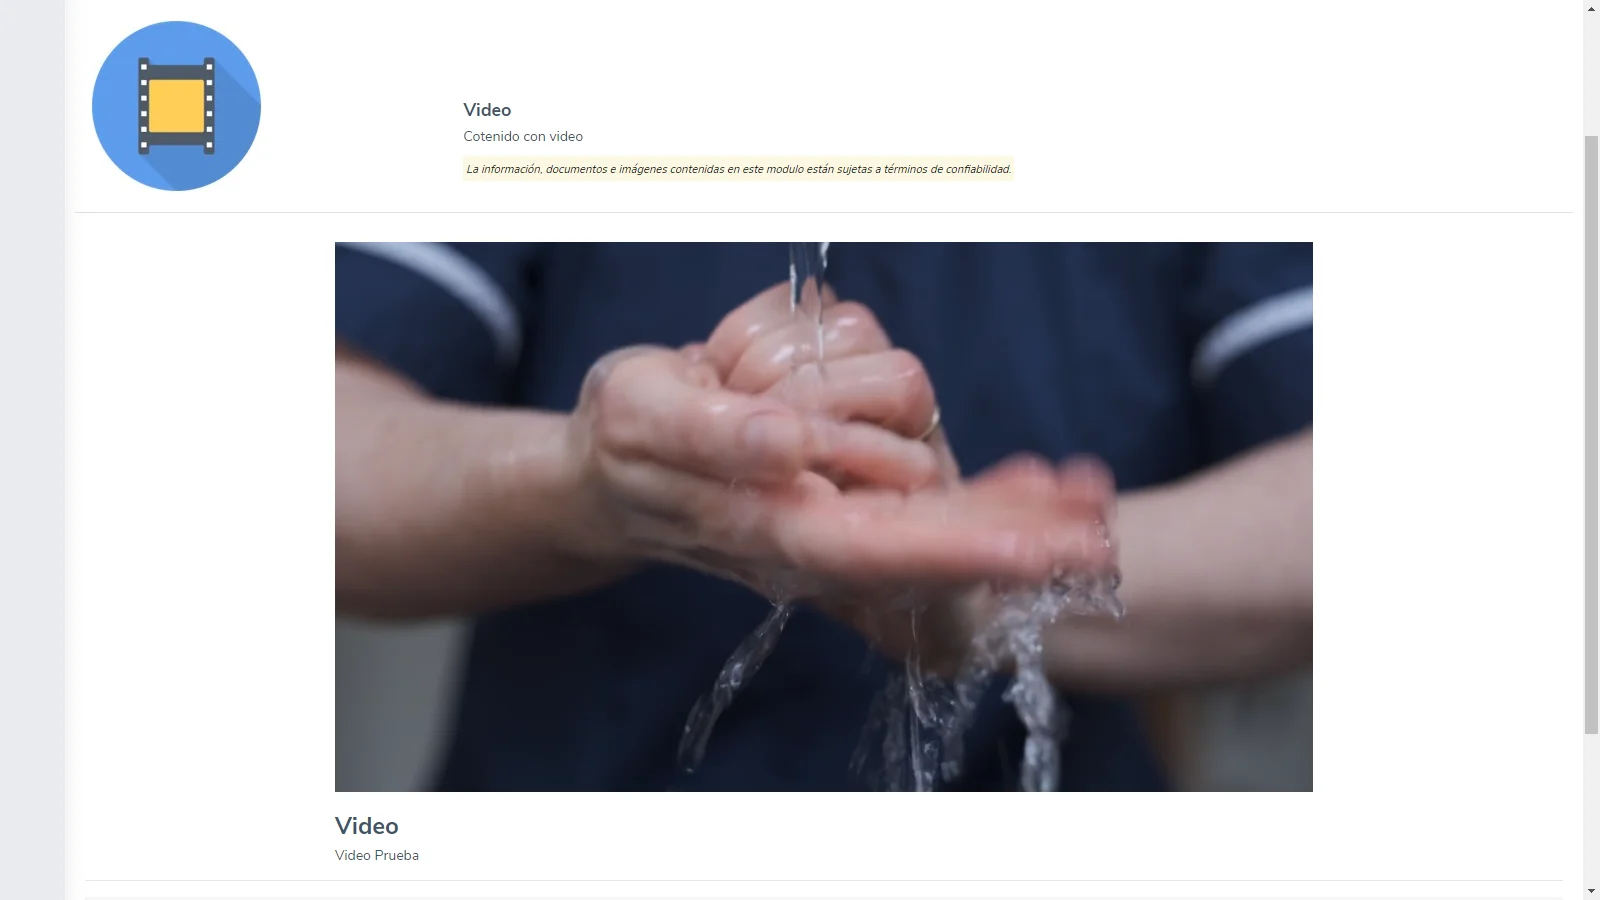 Video
Cotenido con video
La información, documentos e imágenes contenidas en este modulo están sujetas a términos de confiabilidad.
Video
Video Prueba